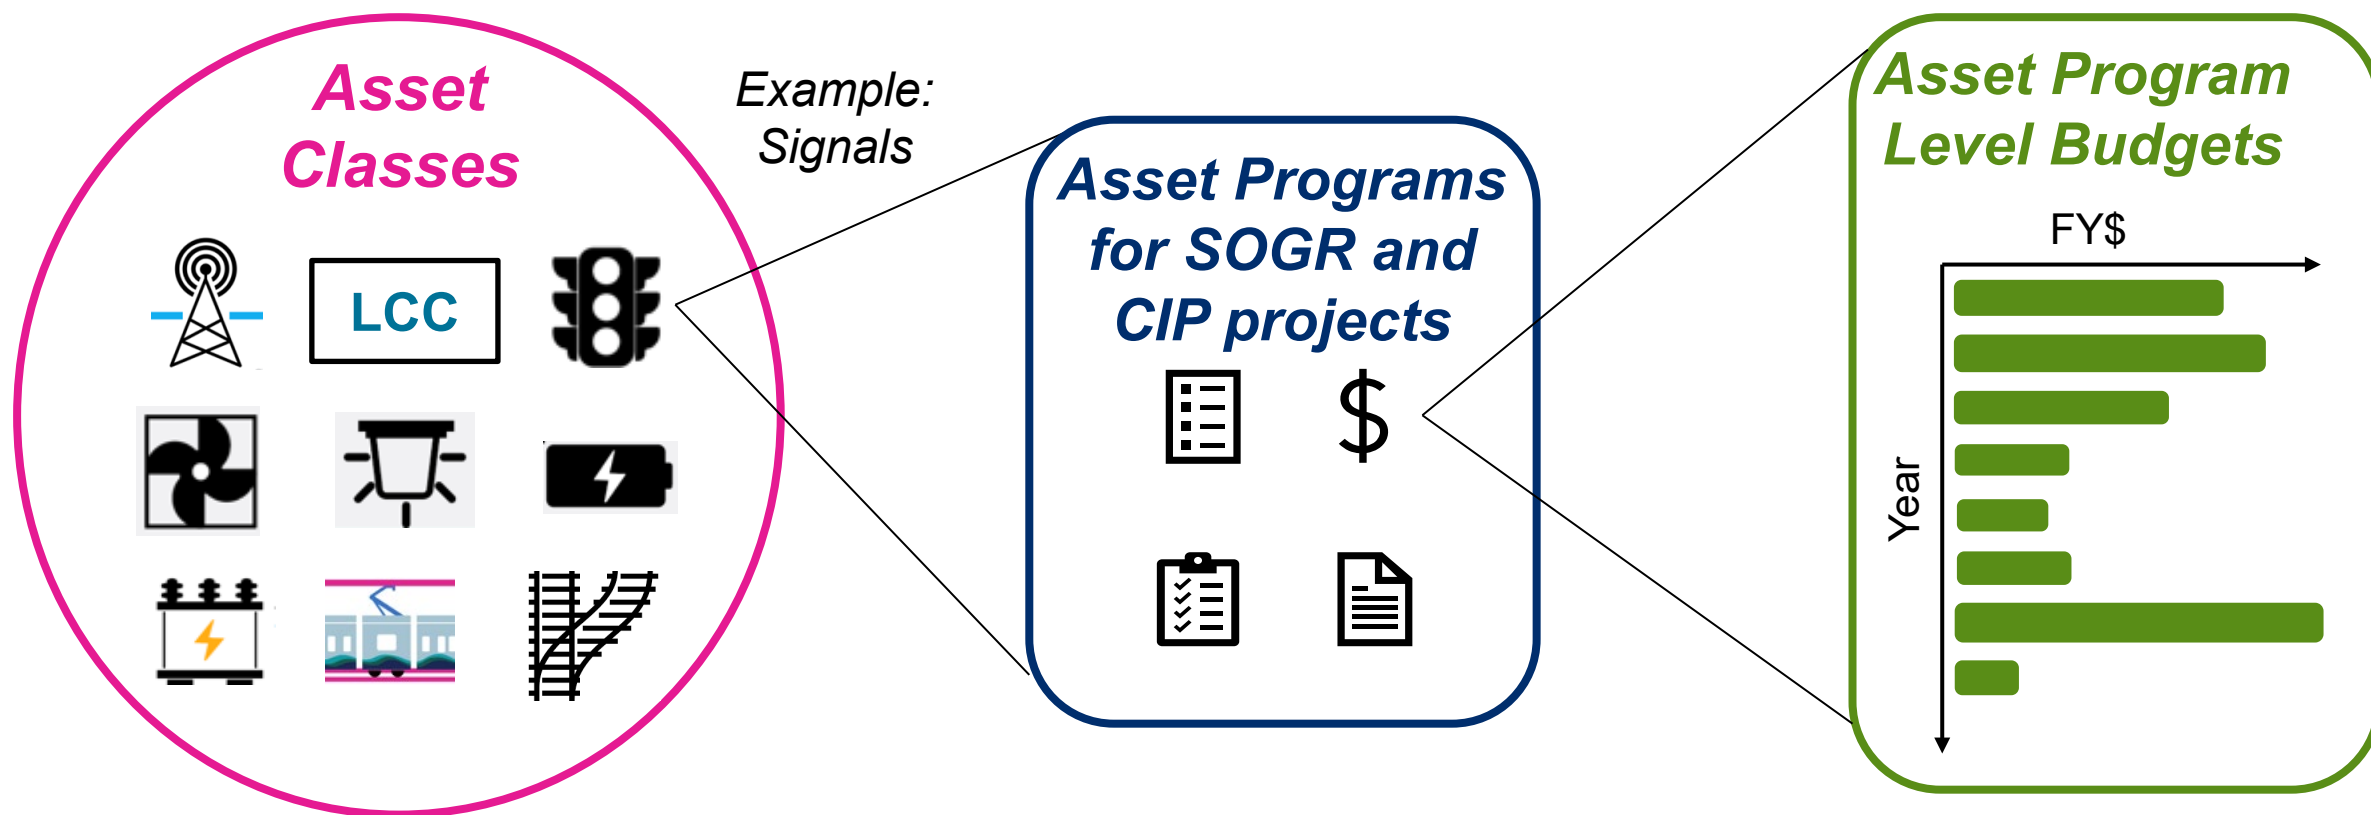 Asset
Classes
LCC
Example:
Signals
Asset Programs
for SOGR and
CIP projects
$
Asset Program
Level Budgets
FY$
Year